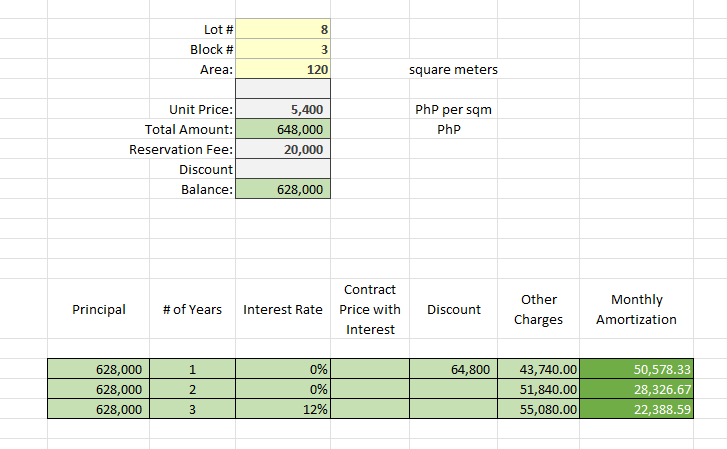 Lot # 8
Block # 3
Area: 120 square meters
Unit Price: 5,400 PhP per sqm
Total Amount: 648,000 PhP
Reservation Fee: 20,000
Discount
Balance: 628,000
Principal # of Years Interest Rate Contract Price with Interest Discount Other Charges Monthly Amortization
628,000 1 0% 64,800 43,740.00 50,578.33
628,000 2 0% 51,840.00 28,326.67
628,000 3 12% 55,080.00 22,388.59